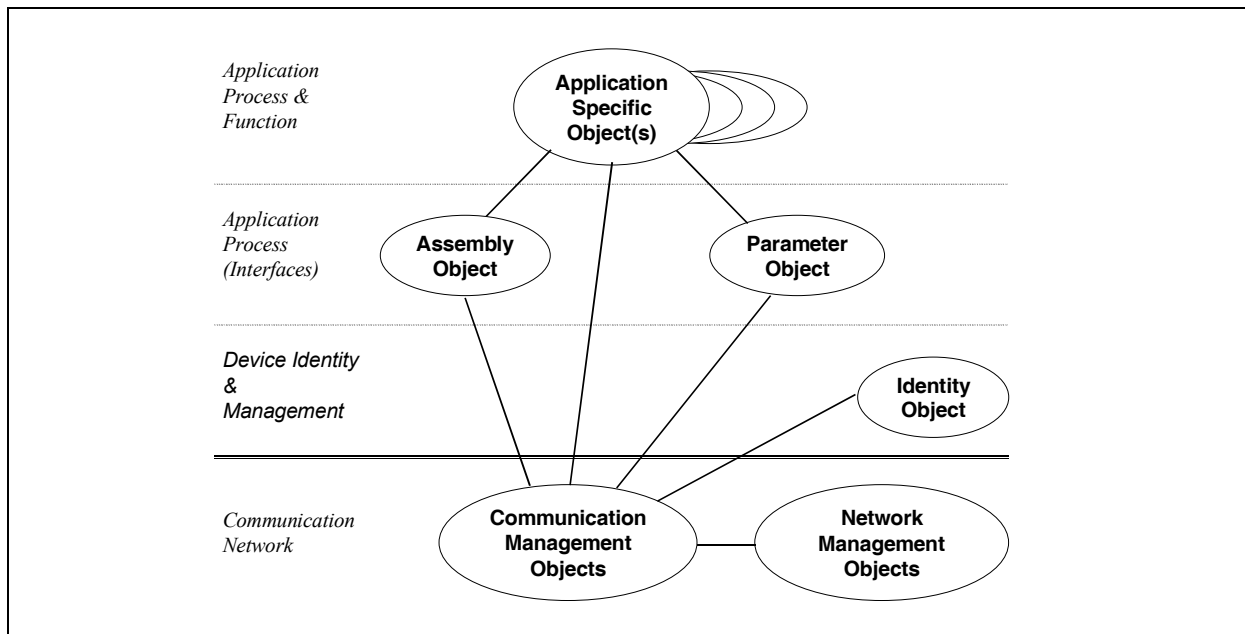 Application
Process &
Function
Application
Specific
Object(s)
Application
Process
(Interfaces)
Assembly
Object
Parameter
Object
Device Identity
&
Management
Identity
Object
Communication
Network
Communication
Management
Objects
Network
Management
Objects